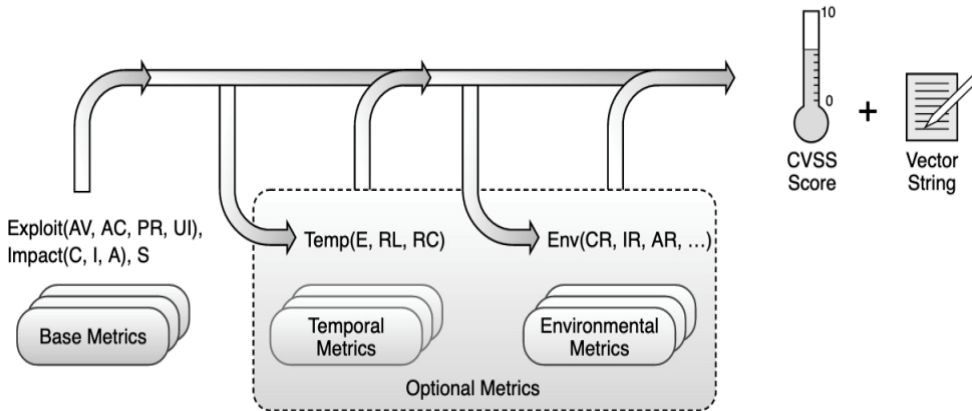 10
0
CVSS
Score
+
Vector
String
Exploit(AV, AC, PR, UI),
Impact(C, I, A), S
Temp(E, RL, RC)
Env(CR, IR, AR, ...)
Base Metrics
Temporal
Metrics
Environmental
Metrics
Optional Metrics